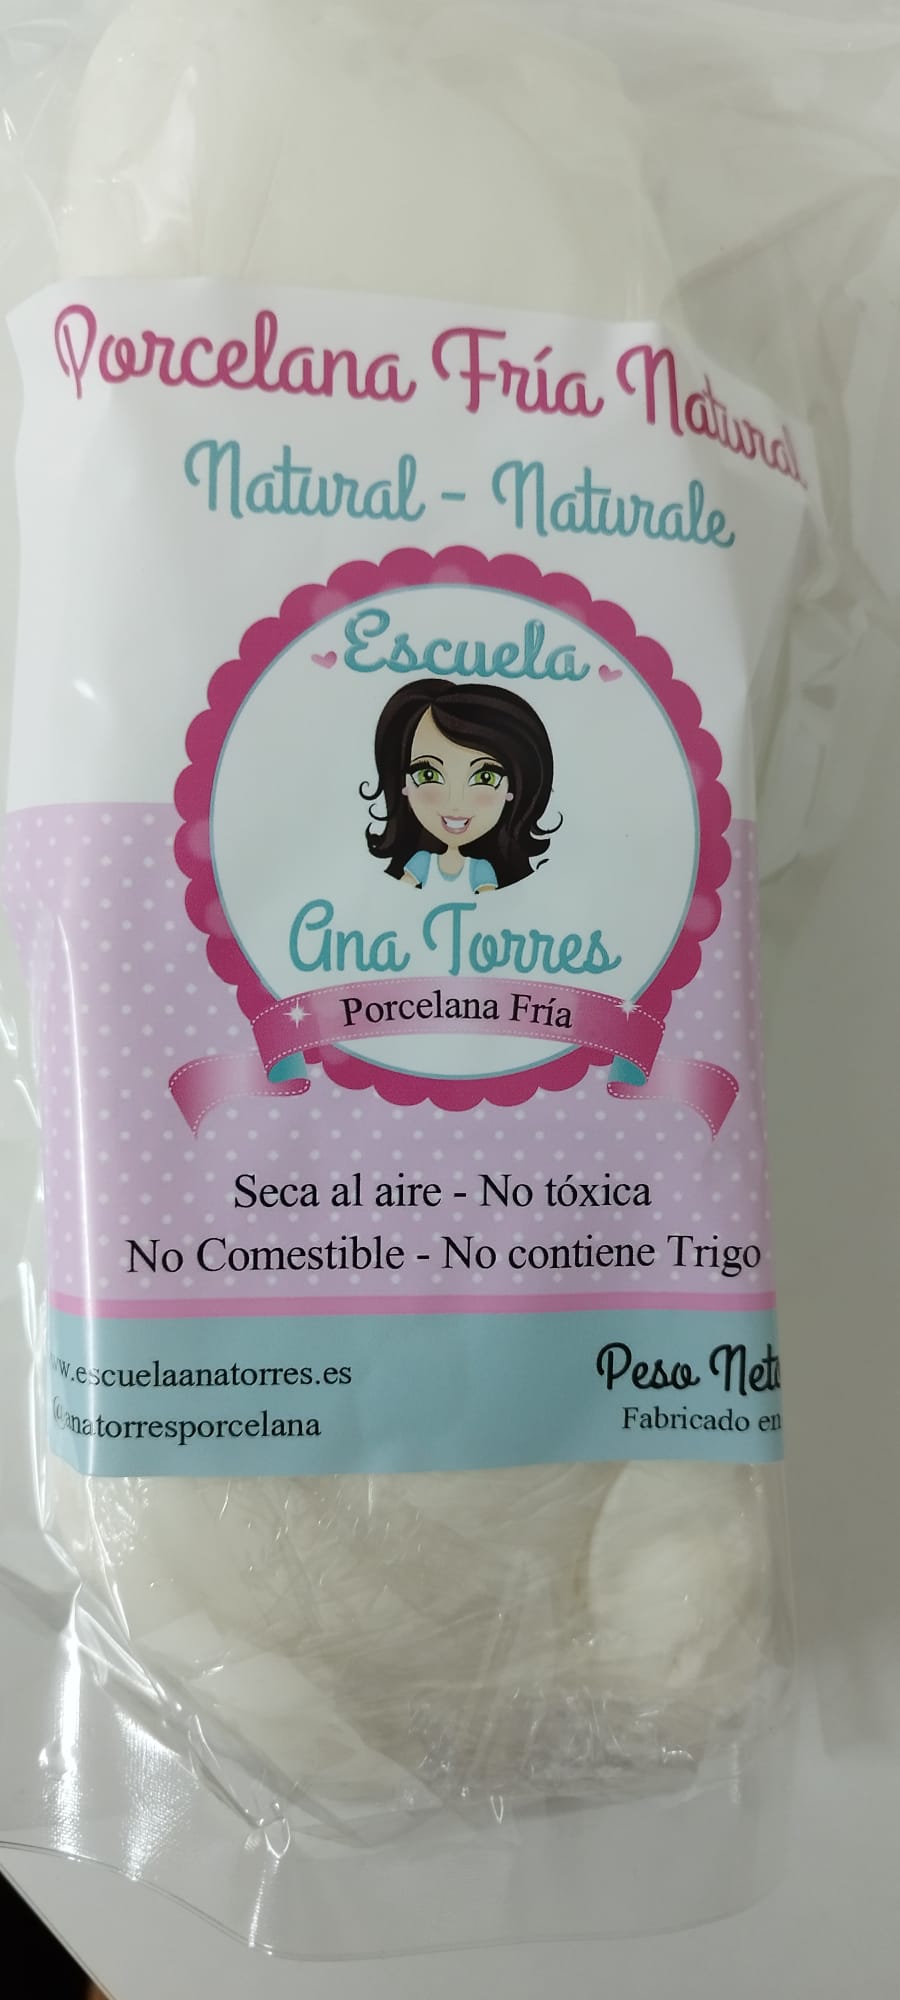 Porcelana Fría Natural
Natural - Naturale
Escuela
Ana Torres
Porcelana Fría
Seca al aire - No tóxica
No Comestible - No contiene Trigo
w.escuelaanatorres.es
@anatorresporcelana
Peso Neto
Fabricado en